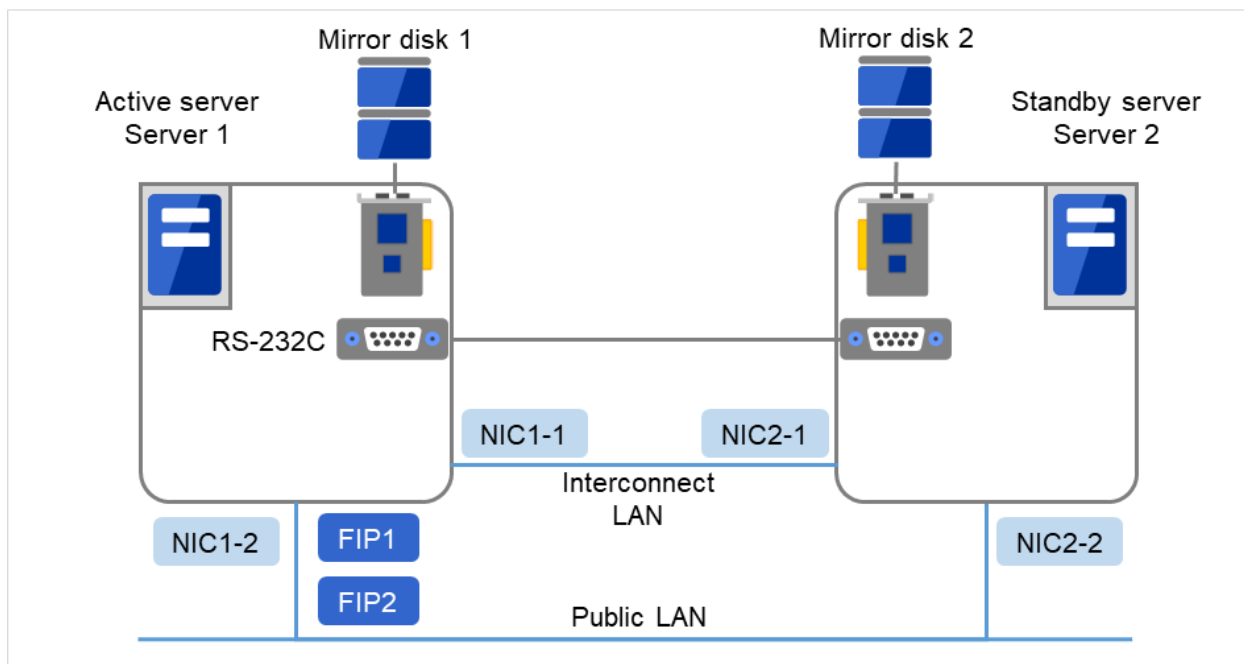 Mirror disk 1
Mirror disk 2
Active server
Server 1
Standby server
Server 2
RS-232C
NIC1-1
NIC2-1
Interconnect
LAN
NIC1-2
FIP1
NIC2-2
FIP2
Public LAN